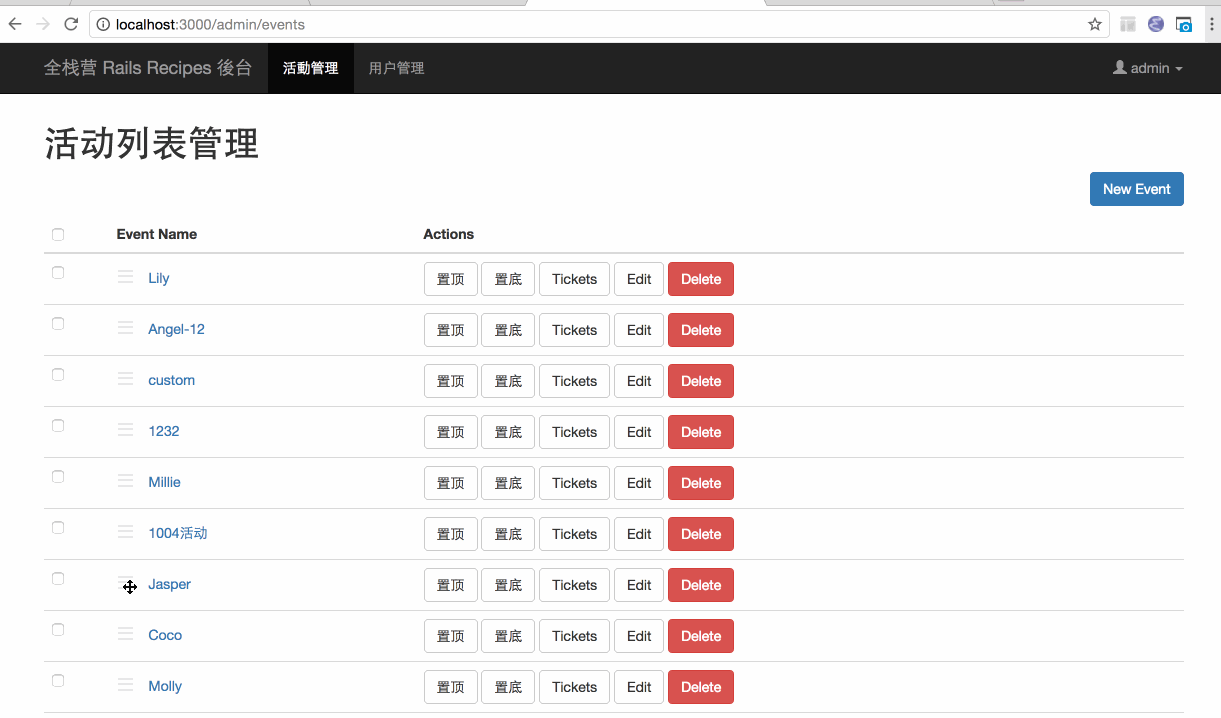 localhost:3000/admin/events
全栈营 Rails Recipes 後台 活動管理 用户管理 admin
活动列表管理
New Event
Event Name Actions
Lily 置顶 置底 Tickets Edit Delete
Angel-12 置顶 置底 Tickets Edit Delete
custom 置顶 置底 Tickets Edit Delete
1232 置顶 置底 Tickets Edit Delete
Millie 置顶 置底 Tickets Edit Delete
1004活动 置顶 置底 Tickets Edit Delete
Jasper 置顶 置底 Tickets Edit Delete
Coco 置顶 置底 Tickets Edit Delete
Molly 置顶 置底 Tickets Edit Delete